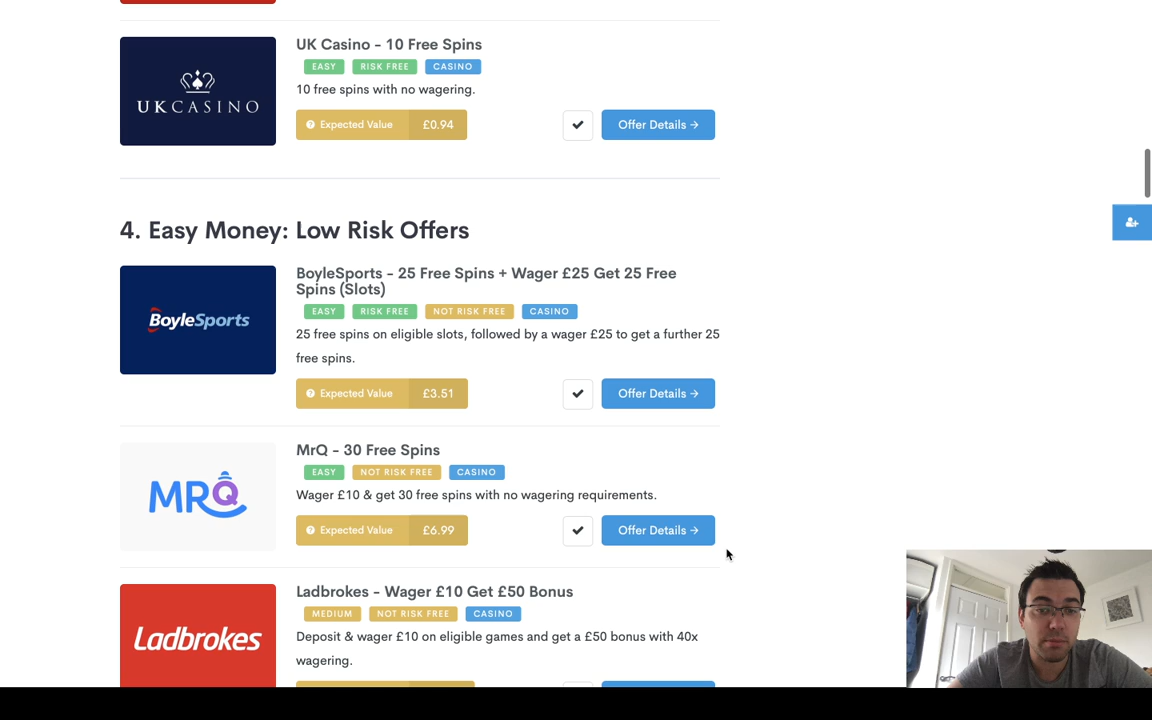 UK Casino - 10 Free Spins
EASY RISK FREE CASINO
10 free spins with no wagering.
UKCASINO
Expected Value £0.94 Offer Details →
4. Easy Money: Low Risk Offers
BoyleSports - 25 Free Spins + Wager £25 Get 25 Free
Spins (Slots)
EASY RISK FREE NOT RISK FREE CASINO
BoyleSports
25 free spins on eligible slots, followed by a wager £25 to get a further 25
free spins.
Expected Value £3.51 Offer Details →
MrQ - 30 Free Spins
EASY NOT RISK FREE CASINO
MRQ
Wager £10 & get 30 free spins with no wagering requirements.
Expected Value £6.99 Offer Details →
Ladbrokes - Wager £10 Get £50 Bonus
MEDIUM NOT RISK FREE CASINO
Ladbrokes
Deposit & wager £10 on eligible games and get a £50 bonus with 40x
wagering.